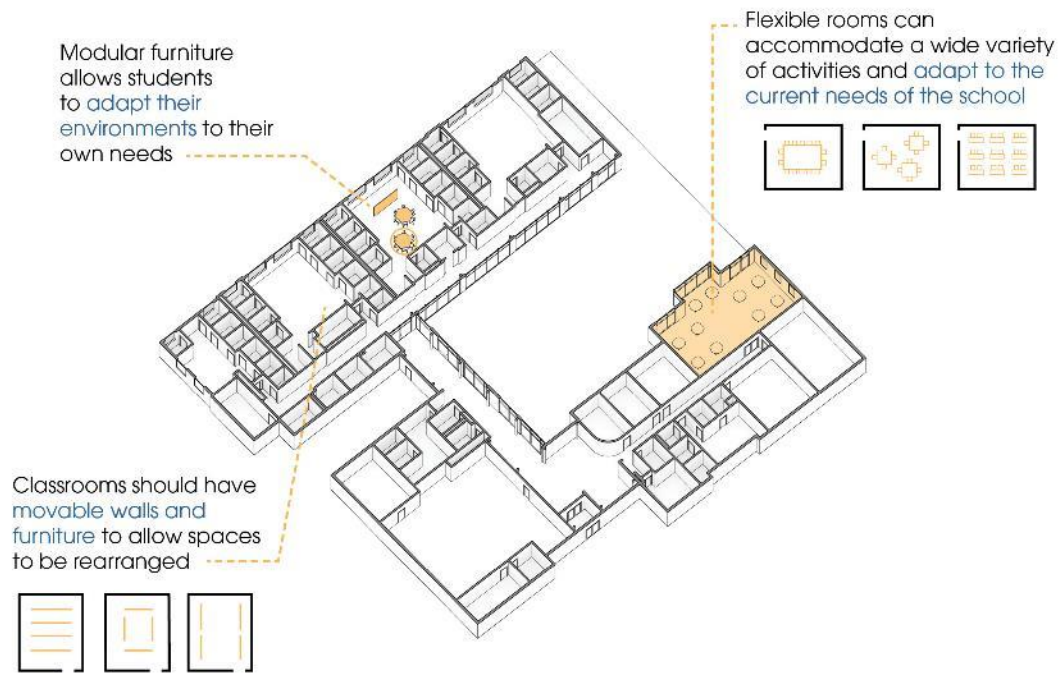 Modular furniture
allows students
to adapt their
environments to their
own needs
Flexible rooms can
accommodate a wide variety
of activities and adapt to the
current needs of the school
Classrooms should have
movable walls and
furniture to allow spaces
to be rearranged